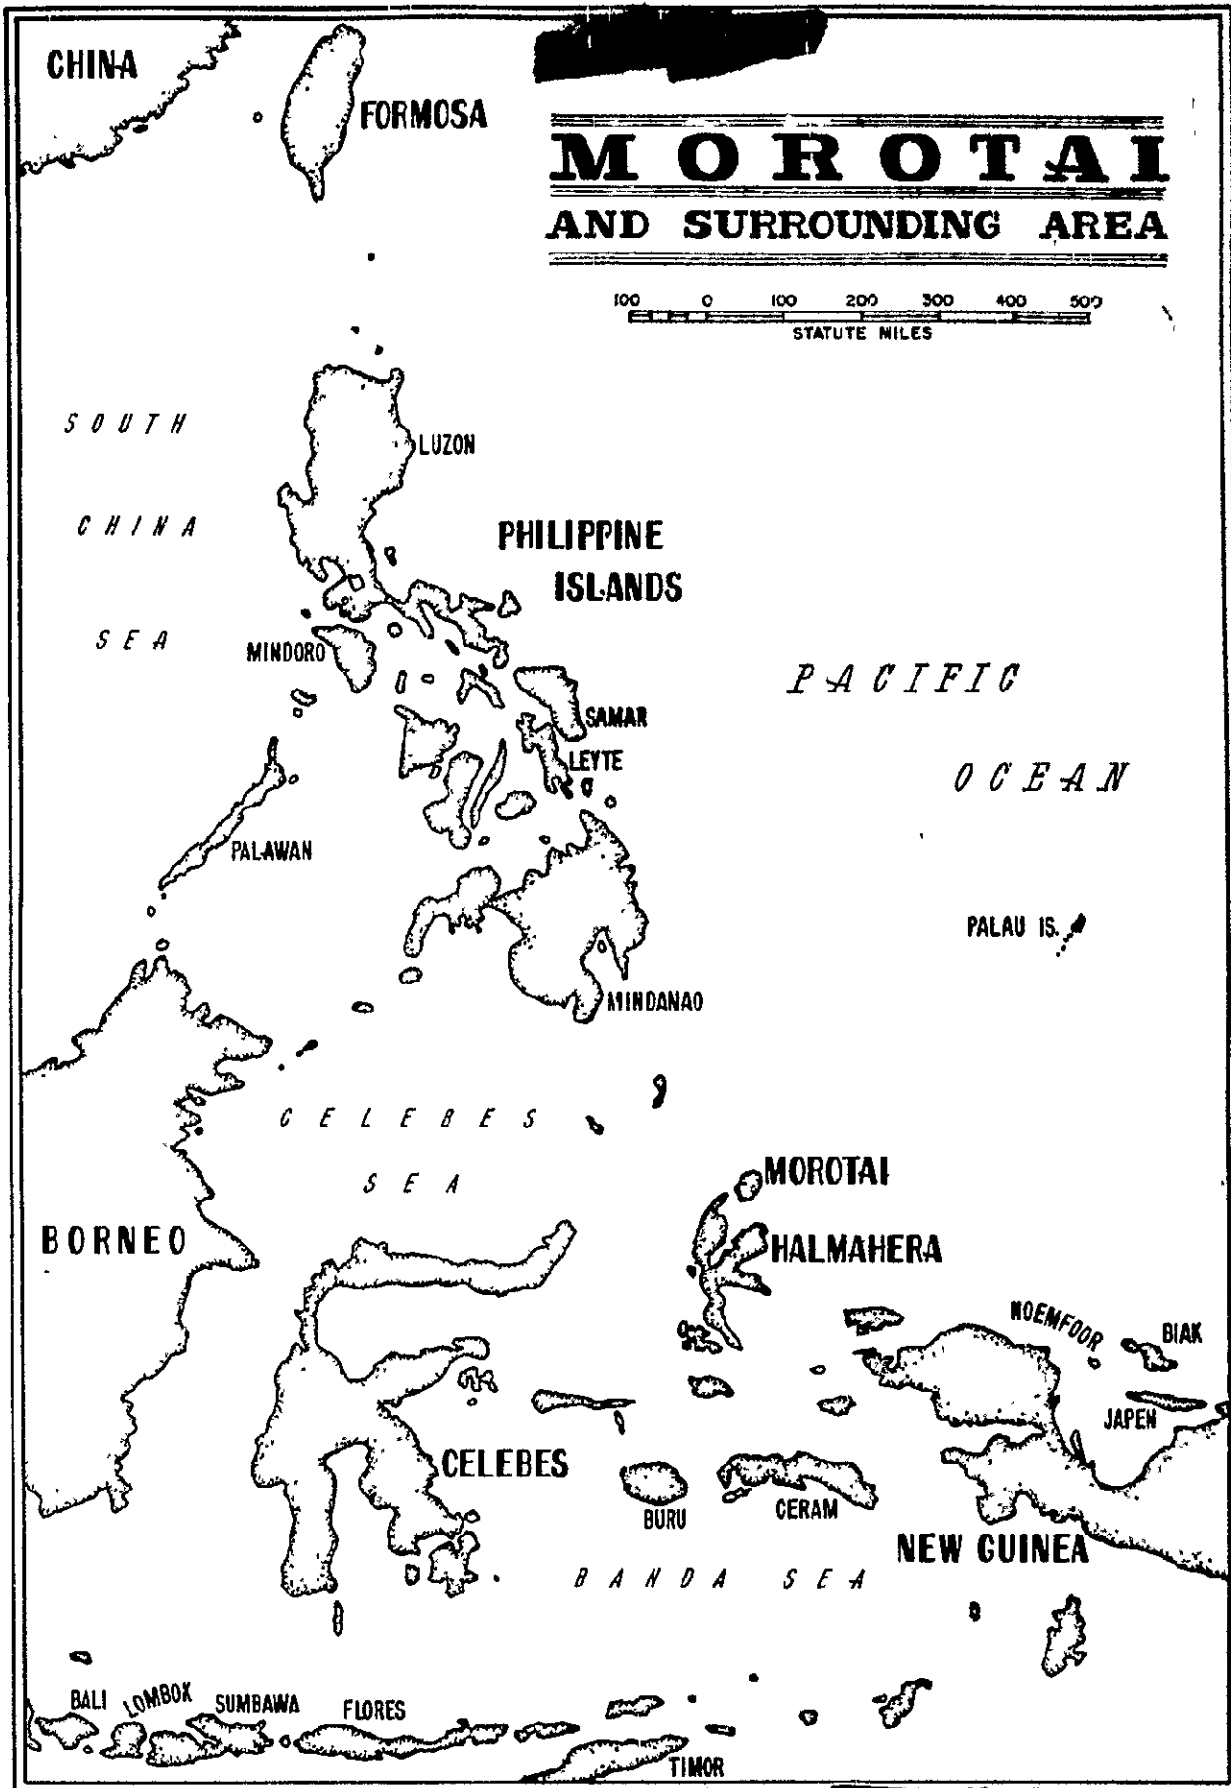 CHINA
FORMOSA
MOROTAI
AND SURROUNDING AREA
100 0 100 200 300 400 500
STATUTE MILES
SOUTH
LUZON
CHINA
PHILIPPINE
ISLANDS
SEA
MINDORO
PACIFIC
SAMAR
LEYTE
OCEAN
PALAWAN
PALAU IS.
MINDANAO
CELEBES
SEA
MOROTAI
BORNEO
HALMAHERA
NOEMFOOR
BIAK
JAPEN
CELEBES
BURU
CERAM
NEW GUINEA
BANDA SEA
BALI
LOMBOX
SUMBAWA
FLORES
TIMOR